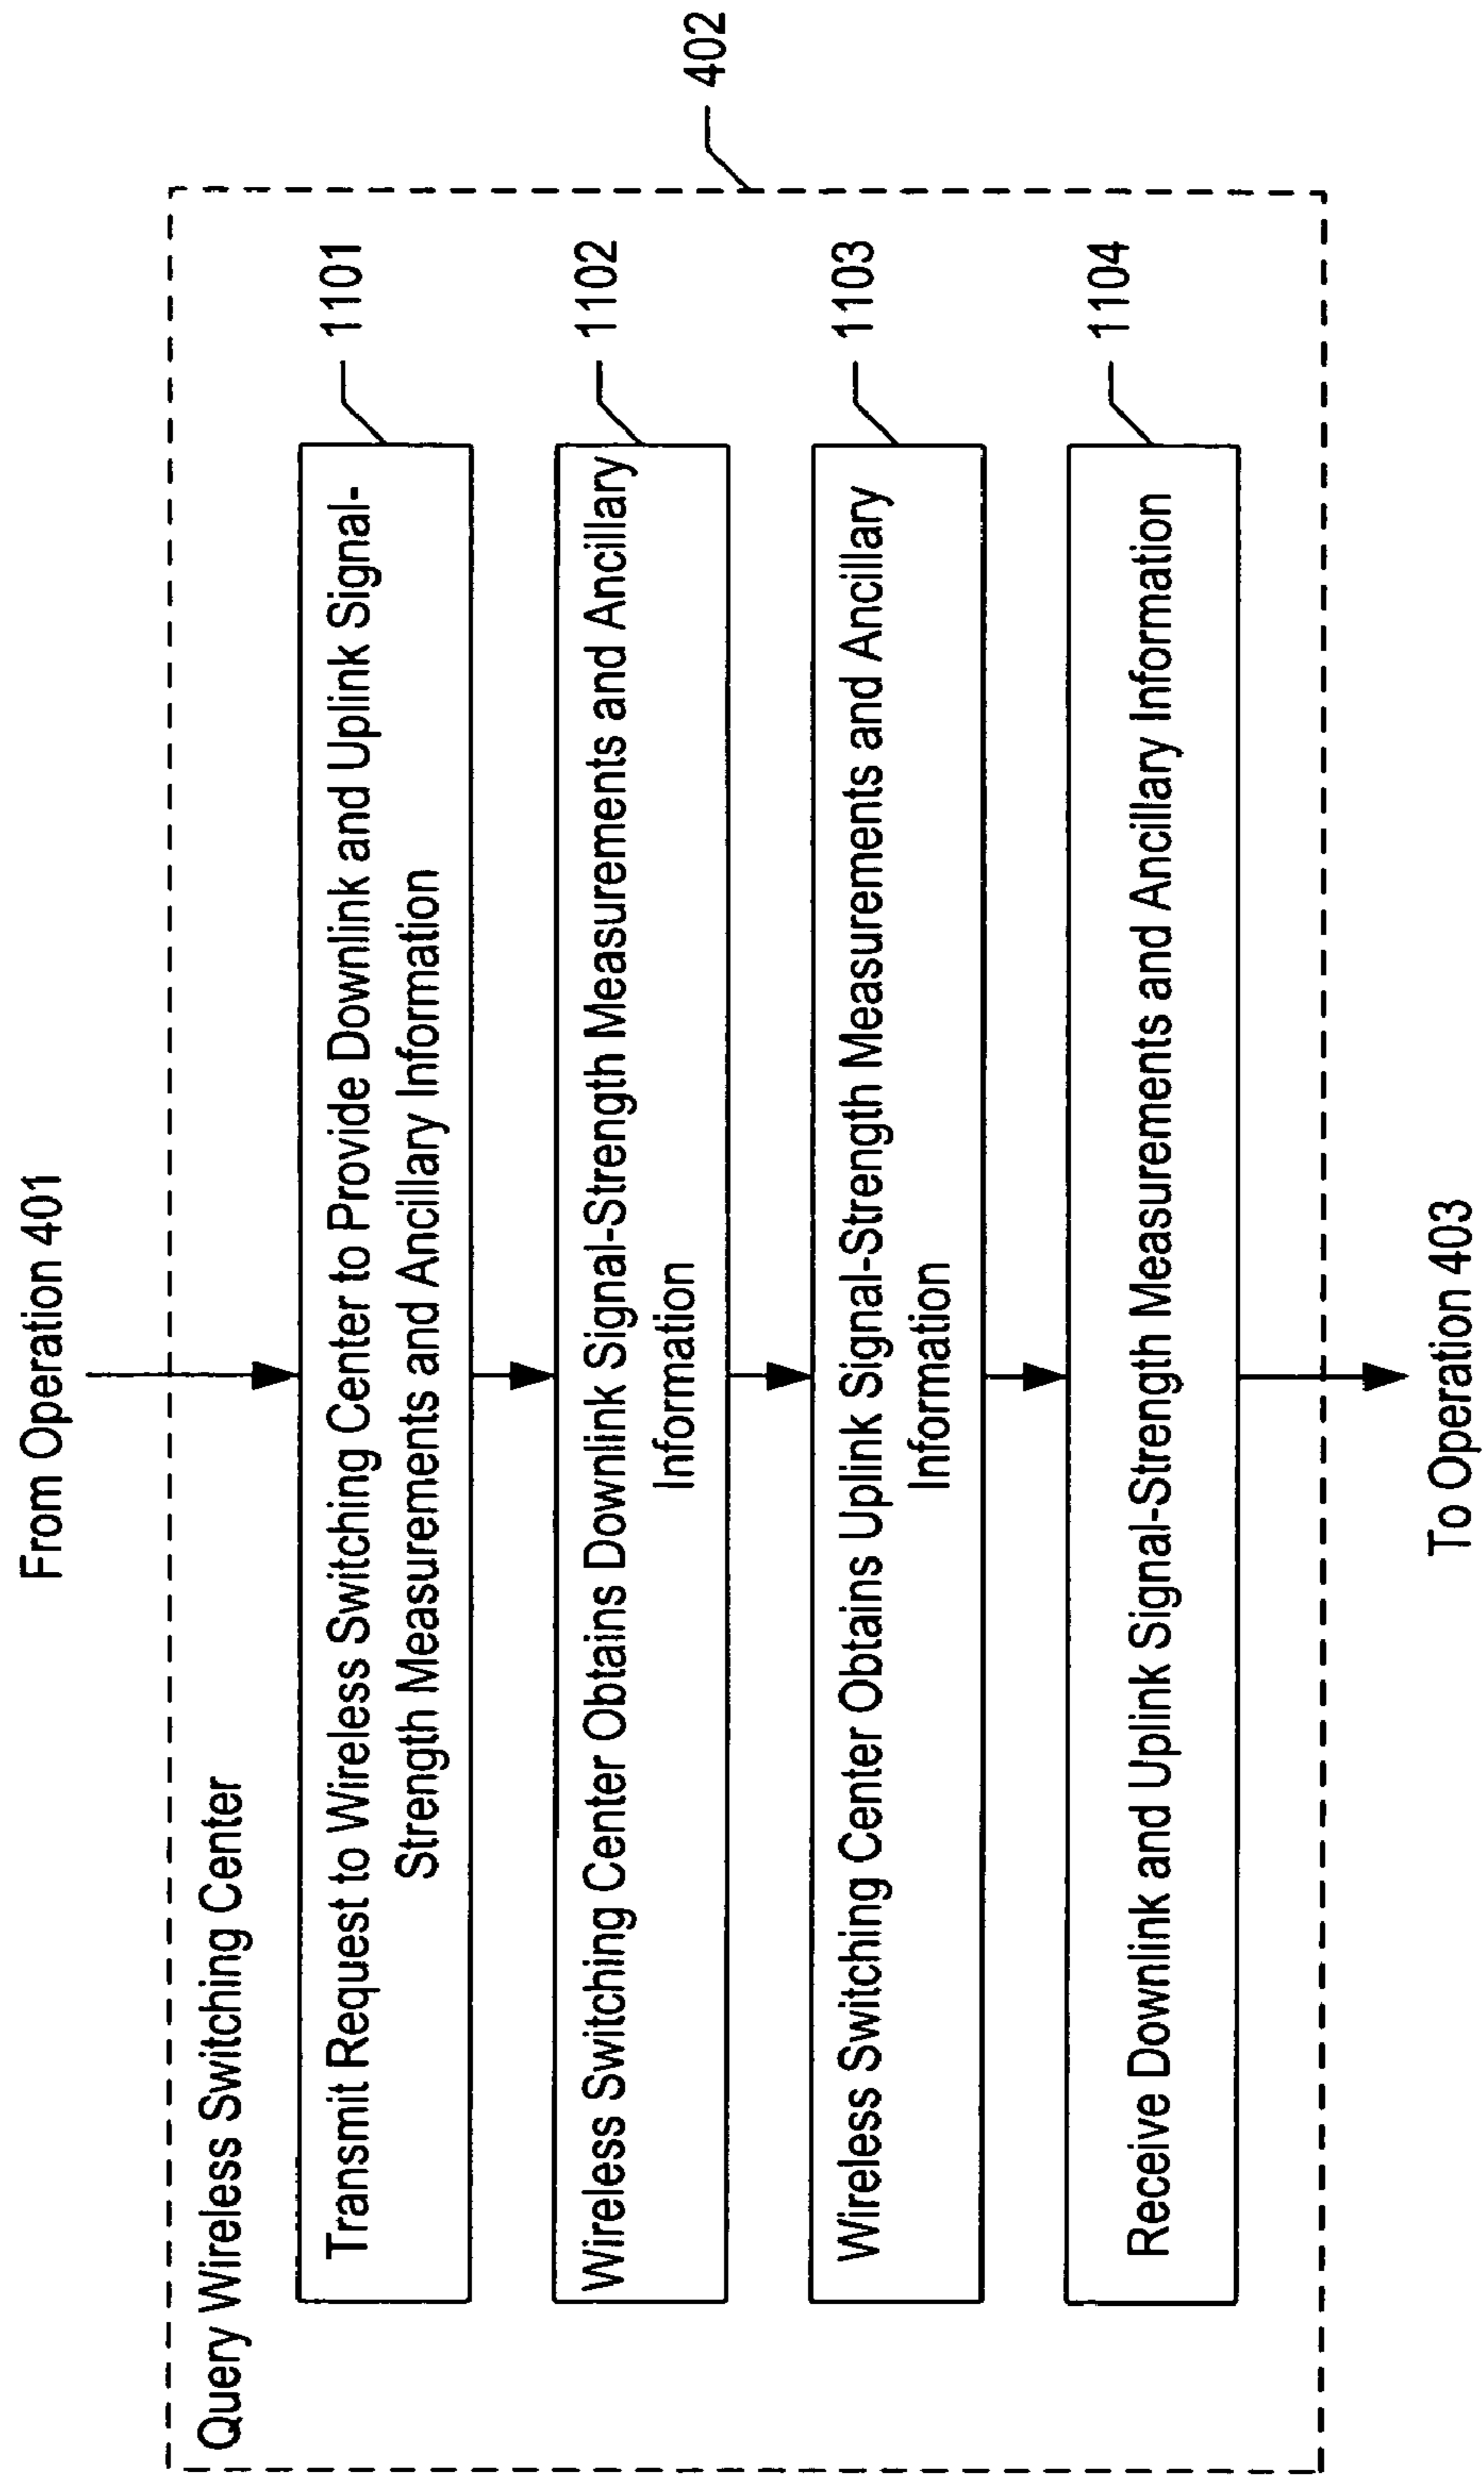 From Operation 401
Query Wireless Switching Center
402
Transmit Request to Wireless Switching Center to Provide Downlink and Uplink Signal-
Strength Measurements and Ancillary Information
1101
Wireless Switching Center Obtains Downlink Signal-Strength Measurements and Ancillary
Information
1102
Wireless Switching Center Obtains Uplink Signal-Strength Measurements and Ancillary
Information
1103
Receive Downlink and Uplink Signal-Strength Measurements and Ancillary Information
1104
To Operation 403